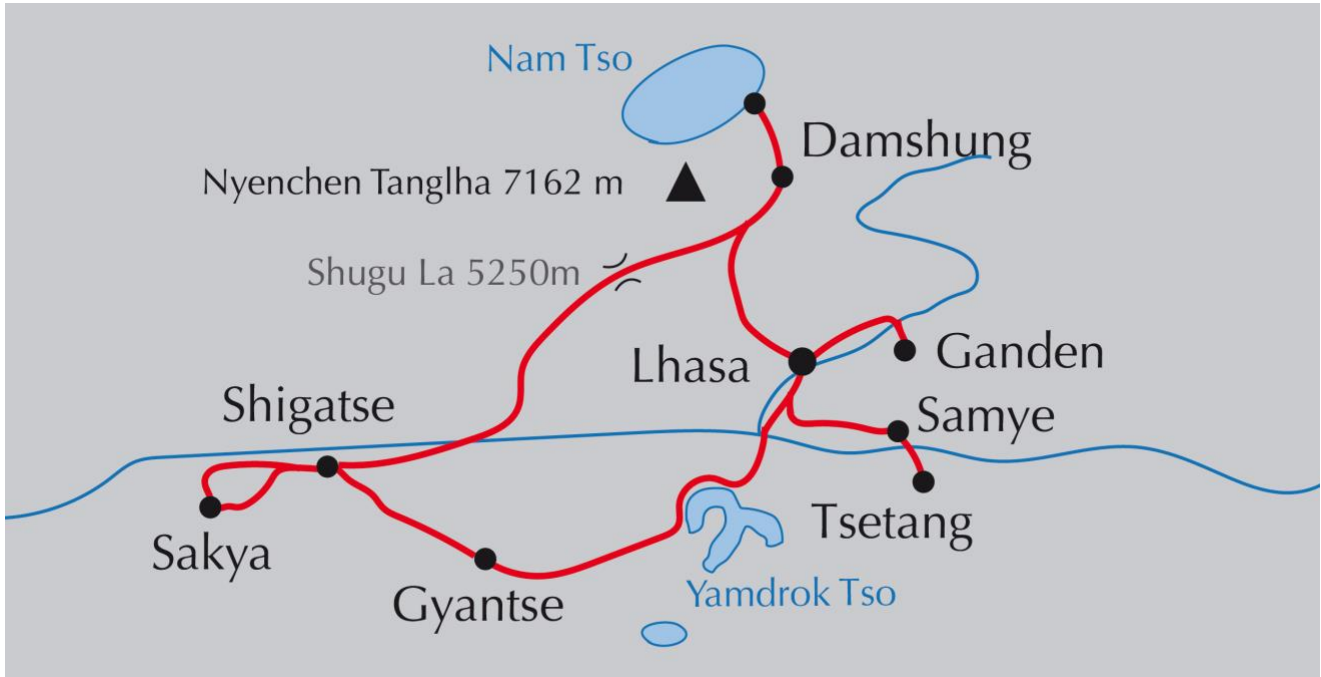 Nam Tso
Damshung
Nyenchen Tanglha 7162 m
Shugu La 5250m
Lhasa
Ganden
Shigatse
Samye
Tsetang
Sakya
Gyantse
Yamdrok Tso